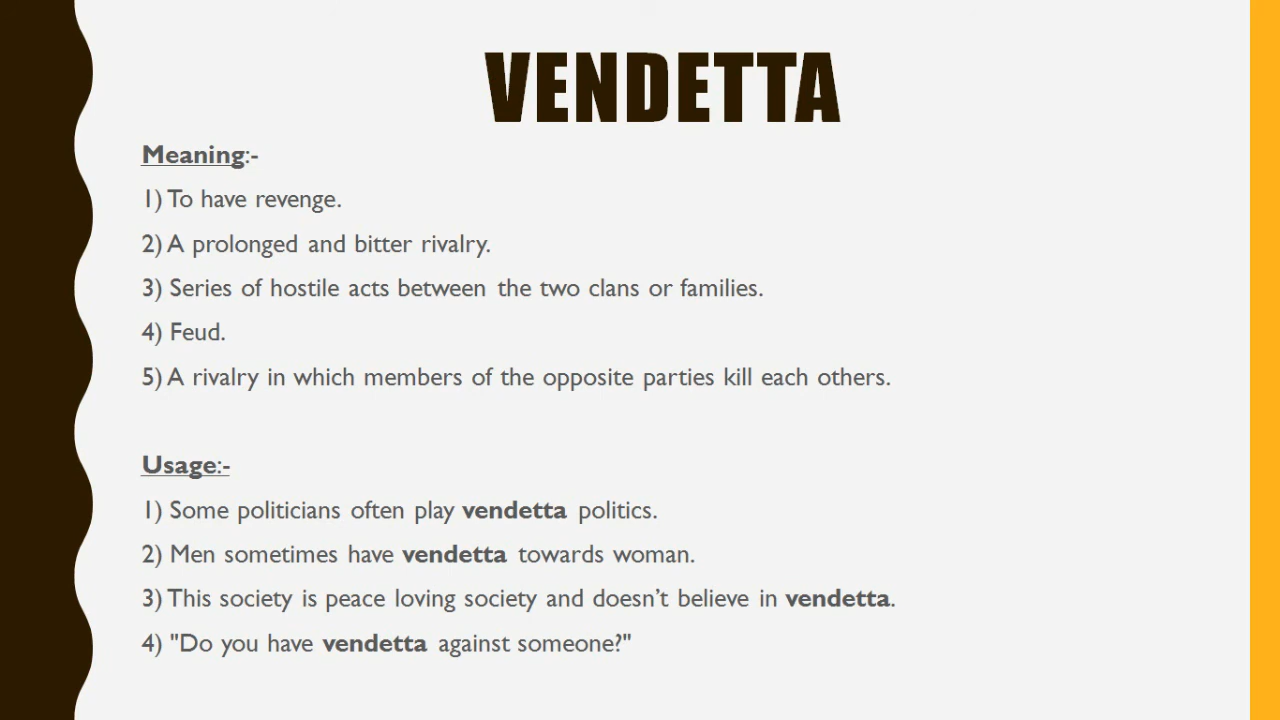 VENDETTA
Meaning:-
1) To have revenge.
2) A prolonged and bitter rivalry.
3) Series of hostile acts between the two clans or families.
4) Feud.
5) A rivalry in which members of the opposite parties kill each others.
Usage:-
1) Some politicians often play vendetta politics.
2) Men sometimes have vendetta towards woman.
3) This society is peace loving society and doesn’t believe in vendetta.
4) "Do you have vendetta against someone?"